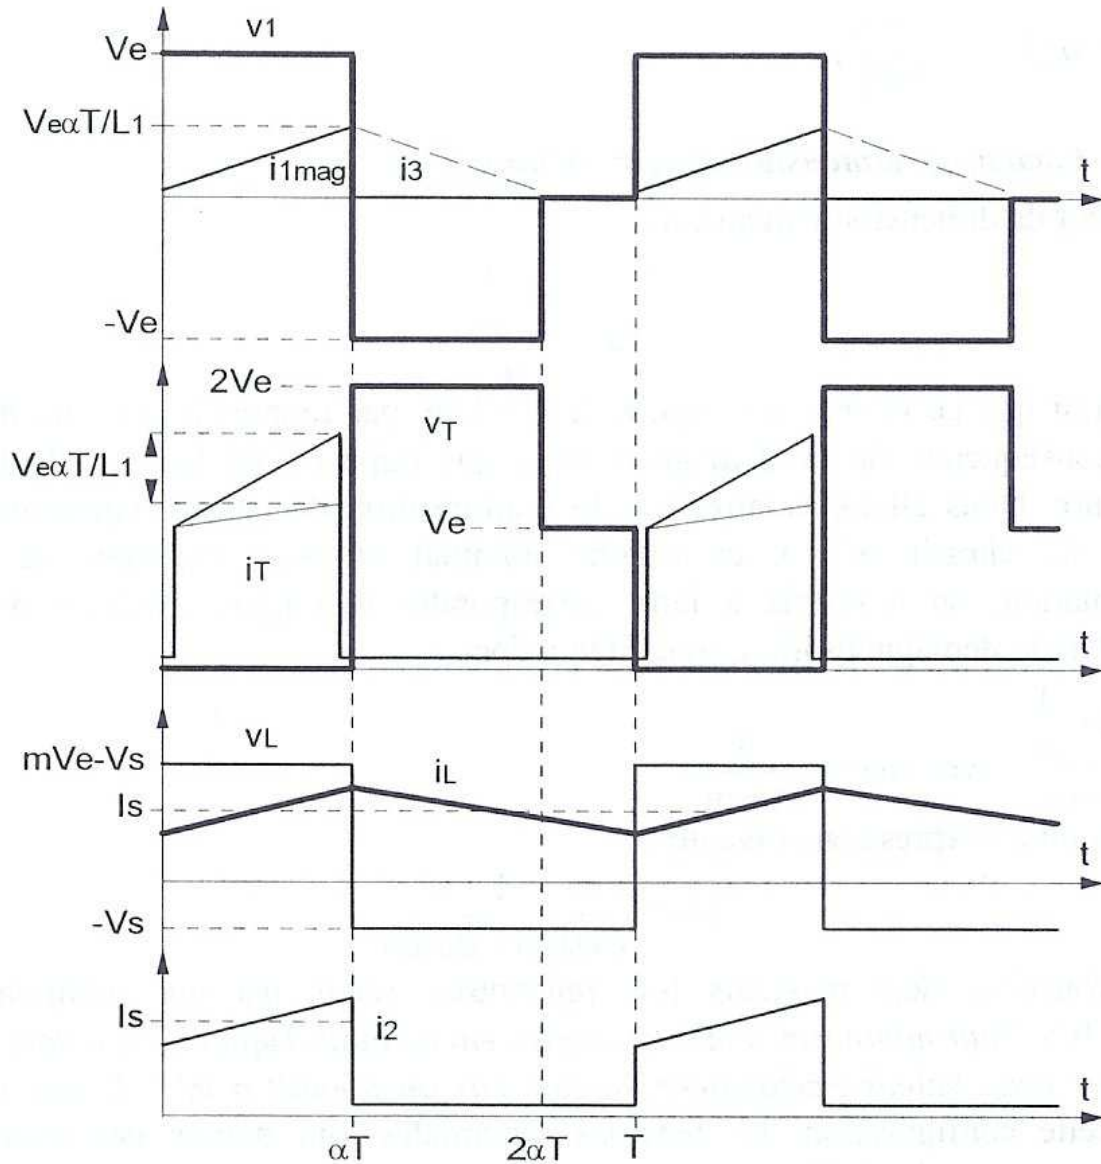 v1
Ve
VeαT/L1
i1mag
i3
t
-Ve
2Ve
vT
VeαT/L1
Ve
iT
t
vL
mVe-Vs
iL
Is
t
-Vs
Is
i2
t
αT
2αT
T